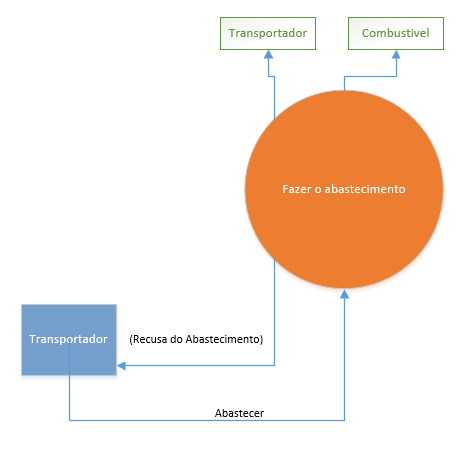 Transportador
Combustivel
Fazer o abastecimento
Transportador
(Recusa do Abastecimento)
Abastecer